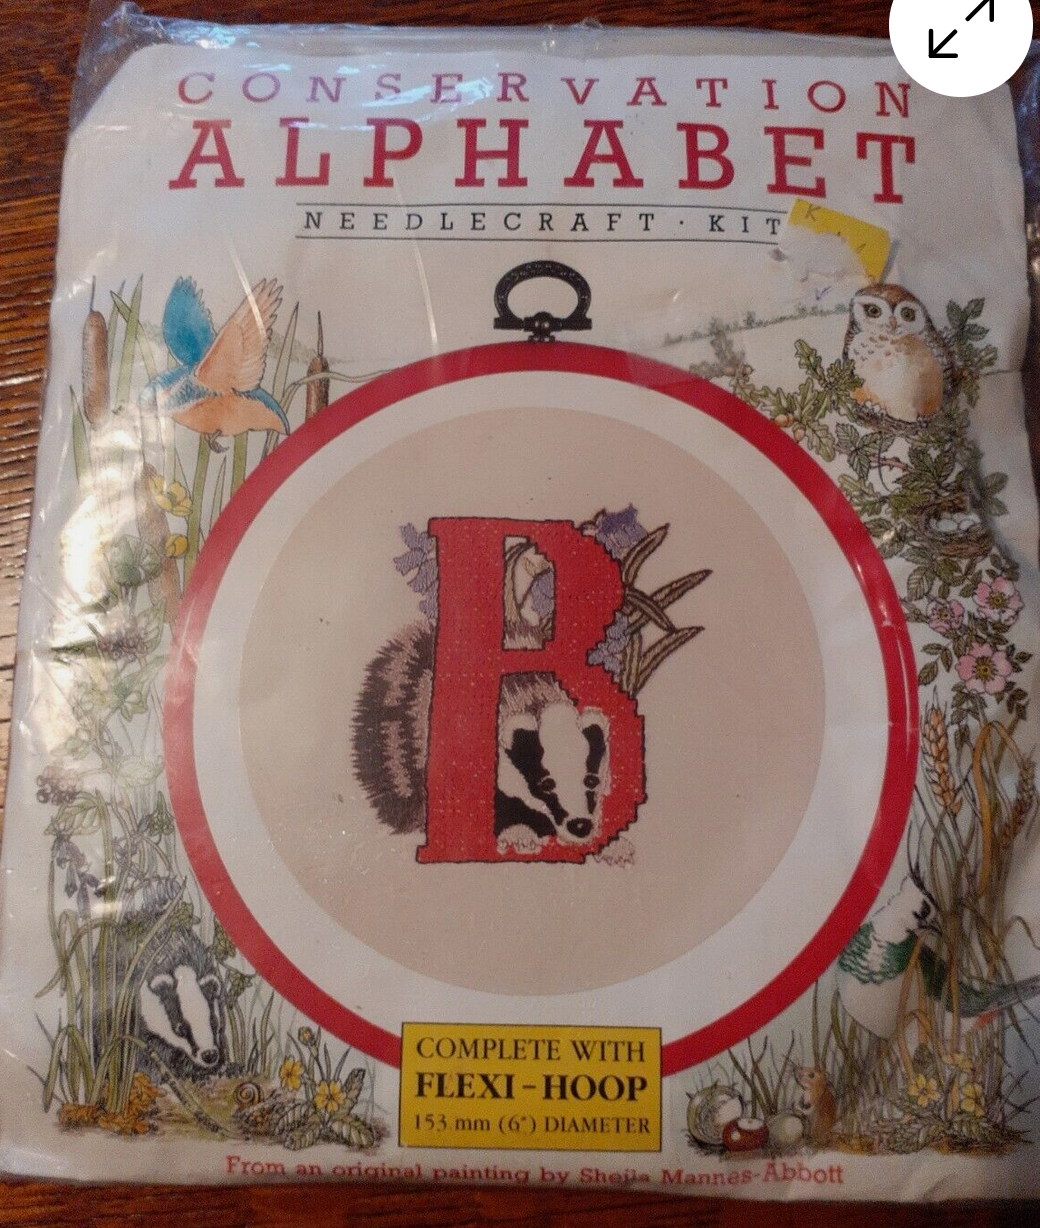 CONSERVATION
ALPHABET
NEEDLECRAFT · KIT
K
B
COMPLETE WITH
FLEXI-HOOP
153 mm (6") DIAMETER
From an original painting by Sheila Mannes-Abbott